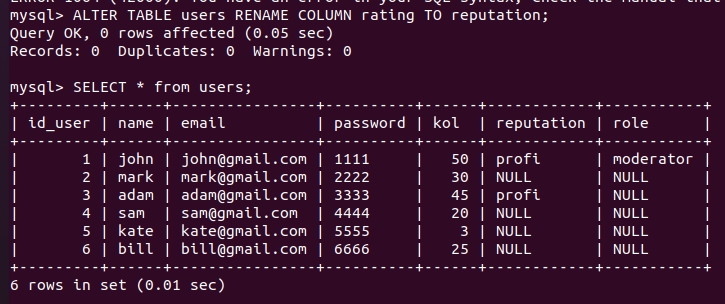 ERROR 1064 (42000): You have an error in your SQL syntax; check the manual that
mysql> ALTER TABLE users RENAME COLUMN rating TO reputation;
Query OK, 0 rows affected (0.05 sec)
Records: 0  Duplicates: 0  Warnings: 0
mysql> SELECT * from users;
+---------+------+----------------+----------+------+------------+-----------+
| id_user | name | email          | password | kol  | reputation | role      |
+---------+------+----------------+----------+------+------------+-----------+
|       1 | john | john@gmail.com | 1111     |   50 | profi      | moderator |
|       2 | mark | mark@gmail.com | 2222     |   30 | NULL       | NULL      |
|       3 | adam | adam@gmail.com | 3333     |   45 | profi      | NULL      |
|       4 | sam  | sam@gmail.com  | 4444     |   20 | NULL       | NULL      |
|       5 | kate | kate@gmail.com | 5555     |    3 | NULL       | NULL      |
|       6 | bill | bill@gmail.com | 6666     |   25 | NULL       | NULL      |
+---------+------+----------------+----------+------+------------+-----------+
6 rows in set (0.01 sec)